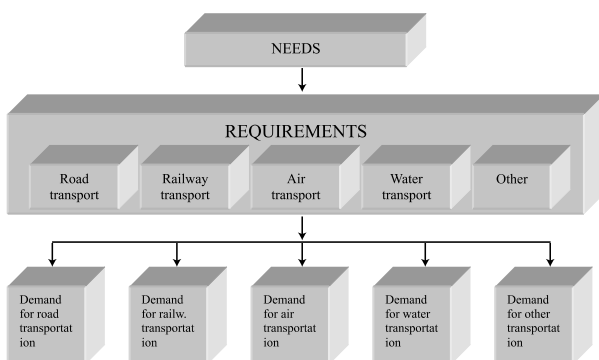 NEEDS
REQUIREMENTS
Road
transport
Railway
transport
Air
transport
Water
transport
Other
Demand
for road
transportat
ion
Demand
for railw.
transportat
ion
Demand
for air
transportat
ion
Demand
for water
transportat
ion
Demand
for other
transportat
ion